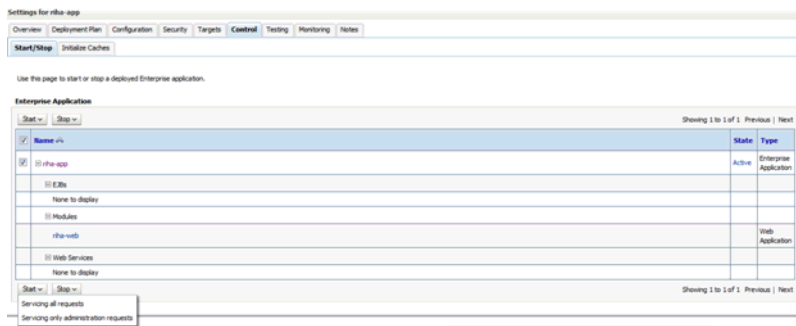 Settings for riha-app
Overview Deployment Plan Configuration Security Targets Control Testing Monitoring Notes
Start/Stop Initialize Caches
Use this page to start or stop a deployed Enterprise application.
Enterprise Application
Start Stop Showing 1 to 1 of 1 Previous | Next
Name State Type
riha-app Active Enterprise Application
EJBs
None to display
Modules
riha-web Web Application
Web Services
None to display
Start Stop Showing 1 to 1 of 1 Previous | Next
Servicing all requests
Servicing only administration requests